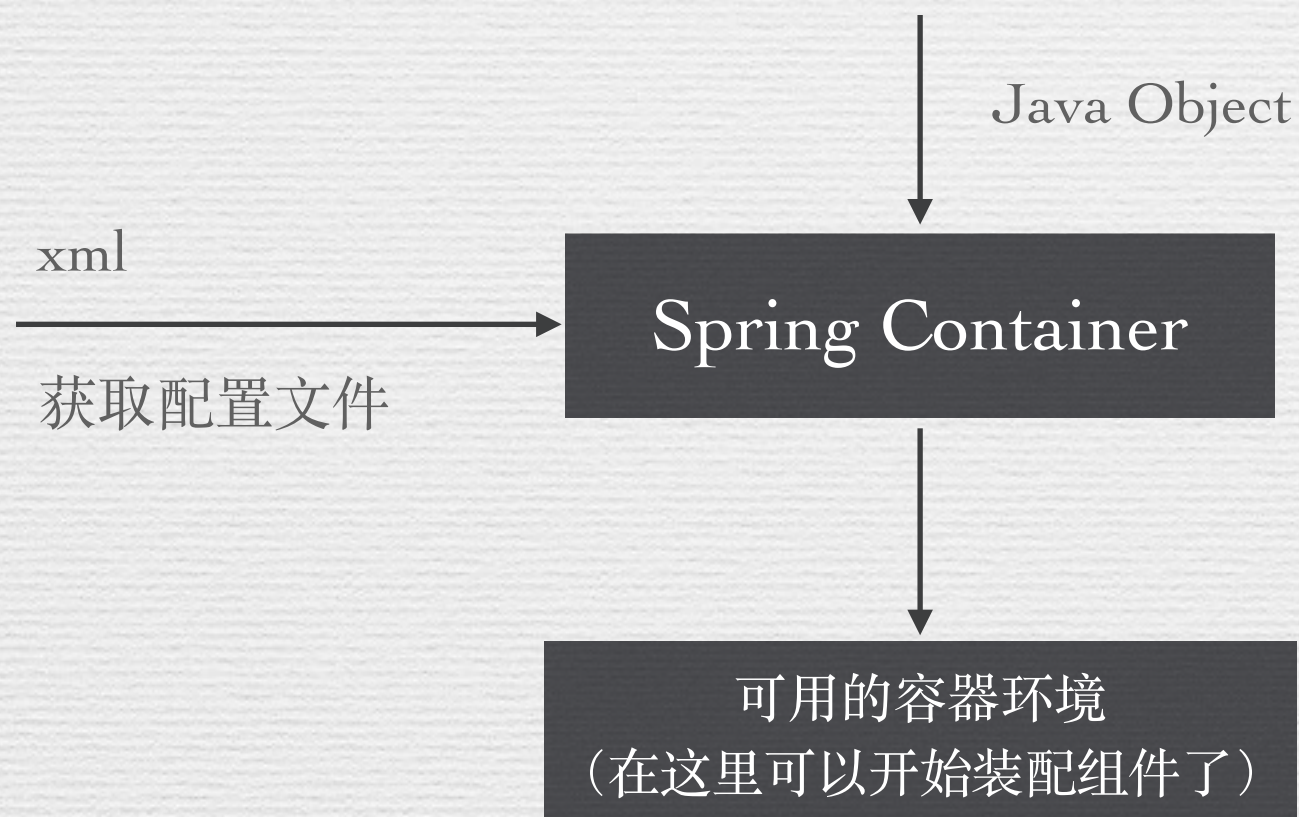 Java Object
xml
Spring Container
获取配置文件
可用的容器环境
（在这里可以开始装配组件了）